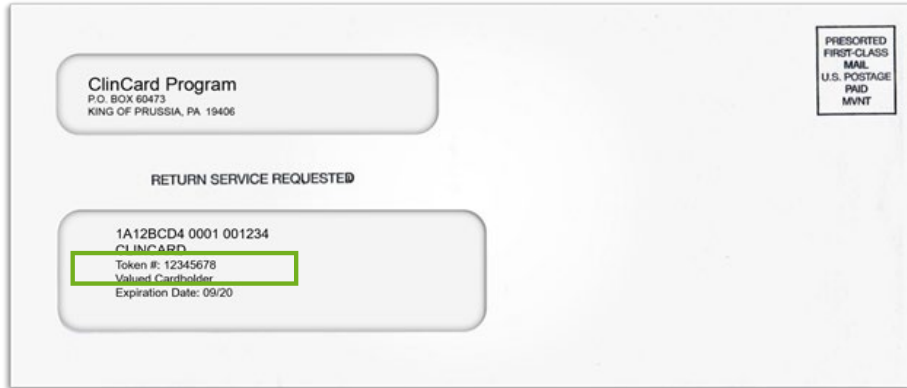 ClinCard Program
P.O. BOX 60473
KING OF PRUSSIA, PA 19406
PRESORTED
FIRST-CLASS
MAIL
U.S. POSTAGE
PAID
MVNT
RETURN SERVICE REQUESTED
1A12BCD4 0001 001234
CLINCARD
Token #: 12345678
Valued Cardholder
Expiration Date: 09/20